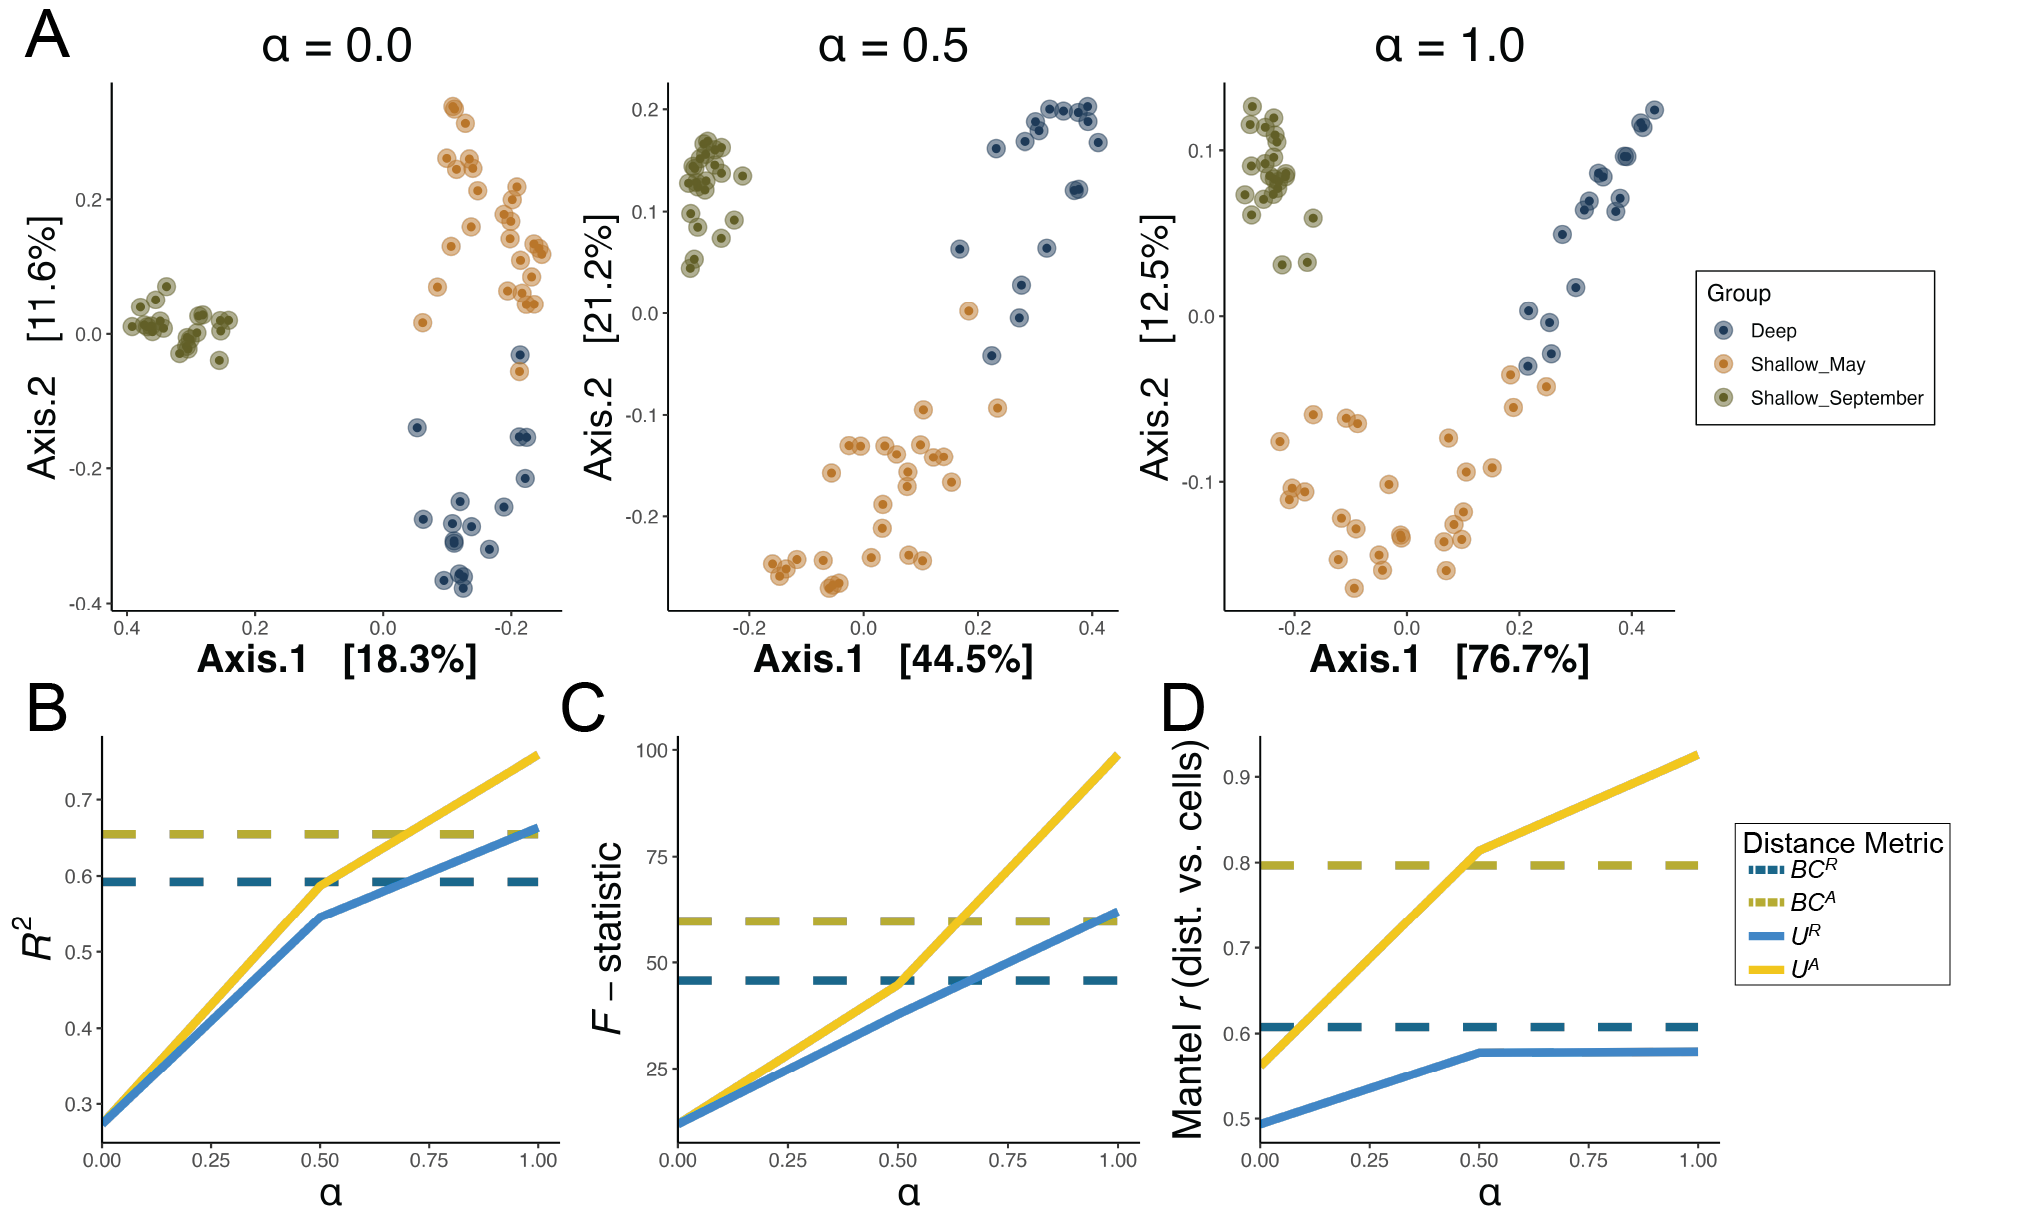 A
α = 0.0
α = 0.5
α = 1.0
Axis.2 [11.6%]
0.2
0.0
-0.2
-0.4
0.4
0.2
0.0
-0.2
Axis.1 [18.3%]
Axis.2 [21.2%]
0.2
0.1
0.0
-0.1
-0.2
-0.2
0.0
0.2
0.4
Axis.1 [44.5%]
Axis.2 [12.5%]
0.1
0.0
-0.1
-0.2
0.0
0.2
0.4
Axis.1 [76.7%]
Group
Deep
Shallow_May
Shallow_September
B
R²
0.7
0.6
0.5
0.4
0.3
0.00
0.25
0.50
0.75
1.00
α
C
F – statistic
100
75
50
25
0.00
0.25
0.50
0.75
1.00
α
D
Mantel r (dist. vs. cells)
0.9
0.8
0.7
0.6
0.5
0.00
0.25
0.50
0.75
1.00
α
Distance Metric
BCᴿ
BCᴬ
Uᴿ
Uᴬ